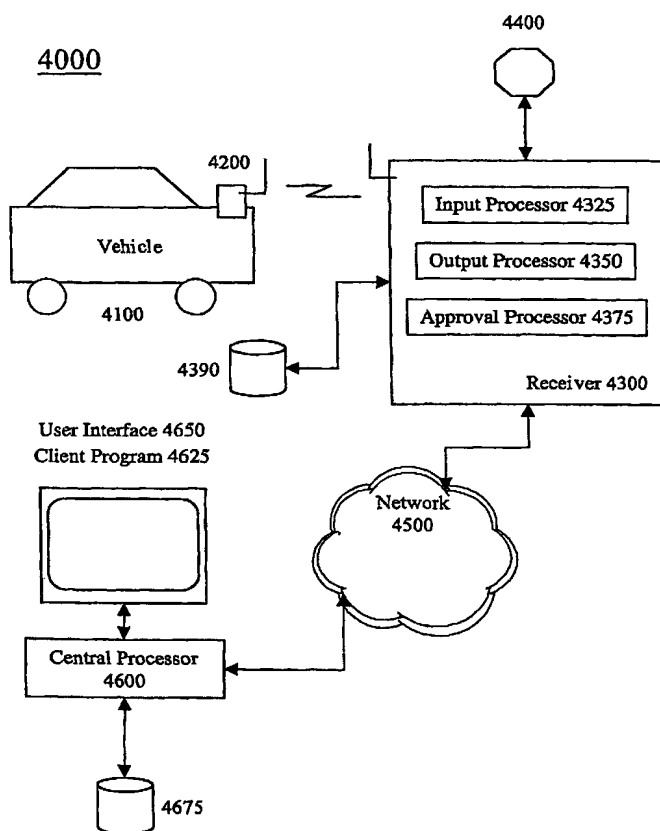 4400
4000
4200
Input Processor 4325
Vehicle
Output Processor 4350
4100
Approval Processor 4375
4390
Receiver 4300
User Interface 4650
Client Program 4625
Network
4500
Central Processor
4600
4675